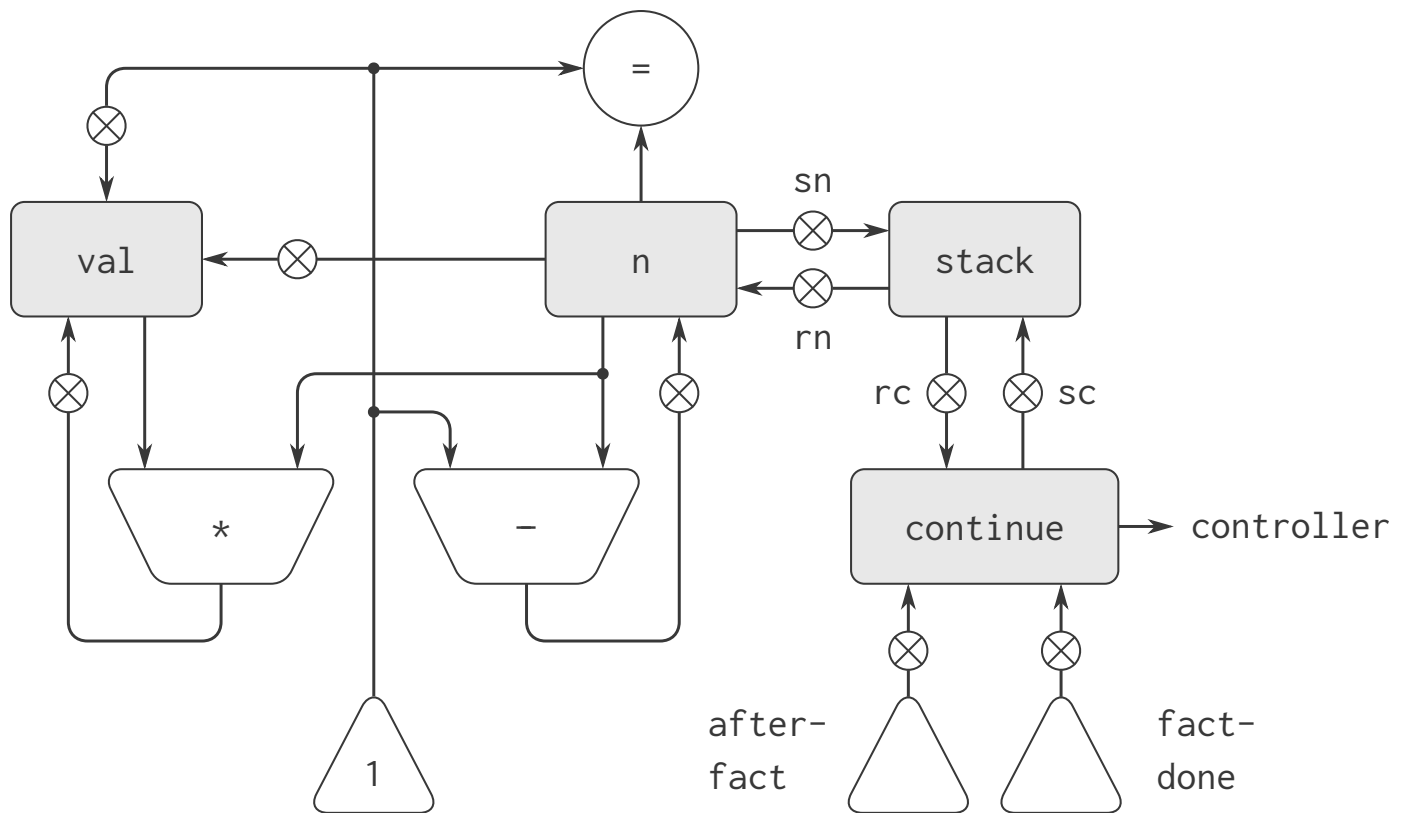 =
sn
val
n
stack
rn
rc
sc
*
−
continue
controller
after-
fact
fact-
done
1